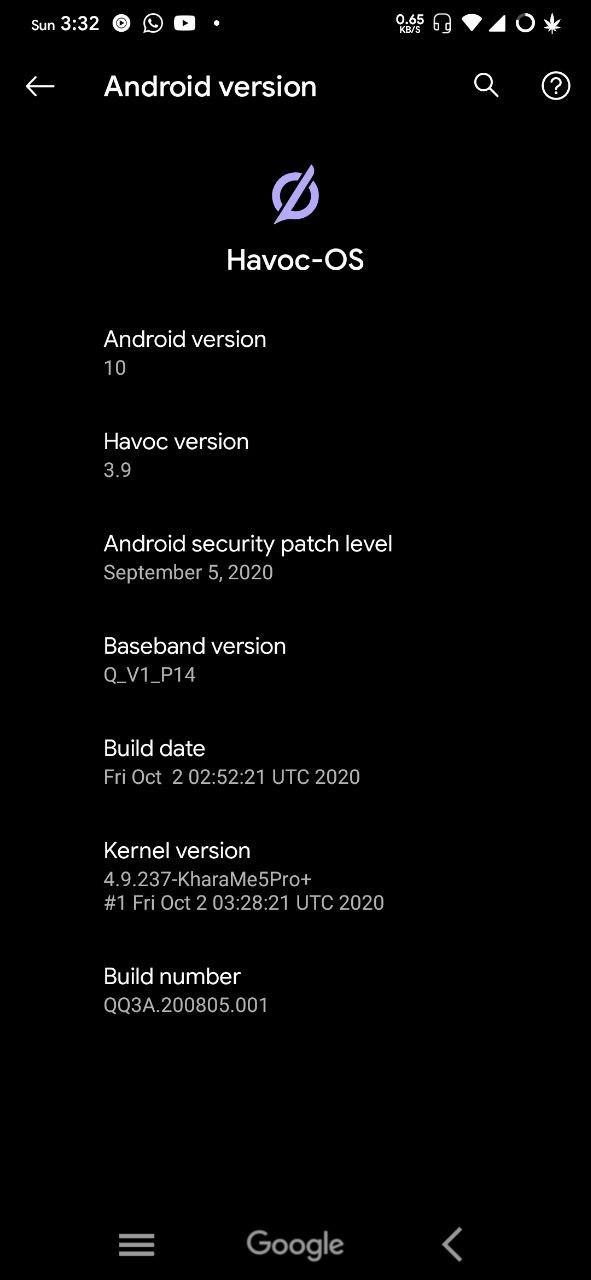 Sun 3:32
0.65
KB/S
Android version
Havoc-OS
Android version
10
Havoc version
3.9
Android security patch level
September 5, 2020
Baseband version
Q_V1_P14
Build date
Fri Oct  2 02:52:21 UTC 2020
Kernel version
4.9.237-KharaMe5Pro+
#1 Fri Oct 2 03:28:21 UTC 2020
Build number
QQ3A.200805.001
Google